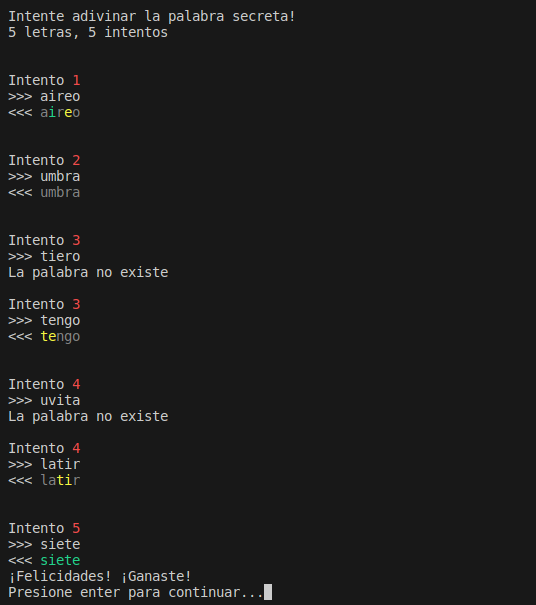 Intente adivinar la palabra secreta!
5 letras, 5 intentos
Intento 1
>>> aireo
<<< aireo
Intento 2
>>> umbra
<<< umbra
Intento 3
>>> tiero
La palabra no existe
Intento 3
>>> tengo
<<< tengo
Intento 4
>>> uvita
La palabra no existe
Intento 4
>>> latir
<<< latir
Intento 5
>>> siete
<<< siete
¡Felicidades! ¡Ganaste!
Presione enter para continuar...